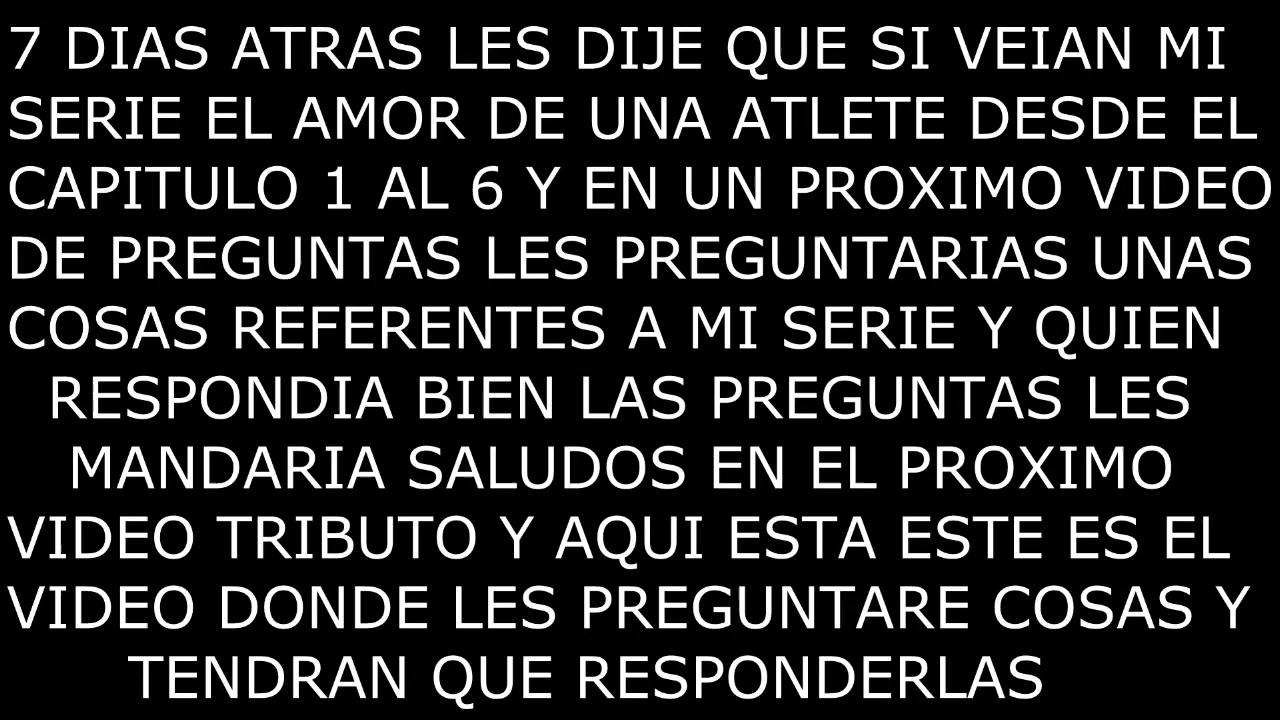 7 DIAS ATRAS LES DIJE QUE SI VEIAN MI
SERIE EL AMOR DE UNA ATLETE DESDE EL
CAPITULO 1 AL 6 Y EN UN PROXIMO VIDEO
DE PREGUNTAS LES PREGUNTARIAS UNAS
COSAS REFERENTES A MI SERIE Y QUIEN
RESPONDIA BIEN LAS PREGUNTAS LES
MANDARIA SALUDOS EN EL PROXIMO
VIDEO TRIBUTO Y AQUI ESTA ESTE ES EL
VIDEO DONDE LES PREGUNTARE COSAS Y
TENDRAN QUE RESPONDERLAS